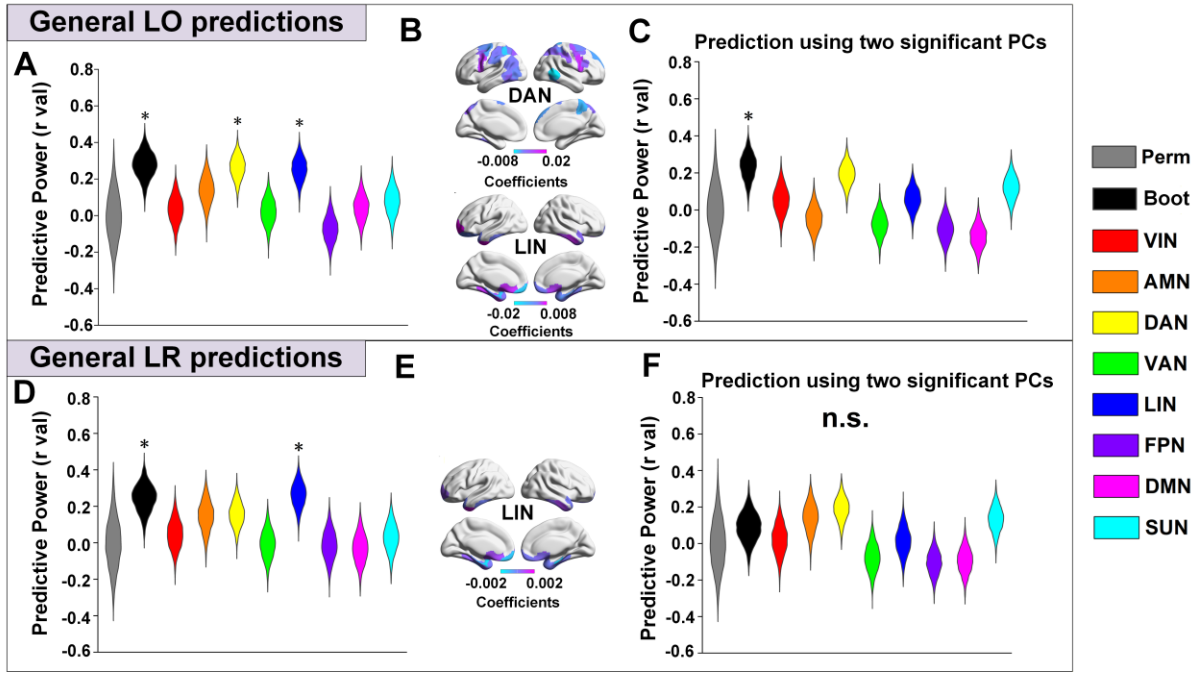 General LO predictions
A
Predictive Power (r val)
0.8
0.6
0.4
0.2
0.0
-0.2
-0.4
-0.6
*
*
*
B
DAN
-0.008 0.02
Coefficients
LIN
-0.02 0.008
Coefficients
C
Prediction using two significant PCs
Predictive Power (r val)
0.8
0.6
0.4
0.2
0.0
-0.2
-0.4
-0.6
*
General LR predictions
D
Predictive Power (r val)
0.8
0.6
0.4
0.2
0.0
-0.2
-0.4
-0.6
*
*
E
LIN
-0.002 0.002
Coefficients
F
Prediction using two significant PCs
n.s.
Predictive Power (r val)
0.8
0.6
0.4
0.2
0.0
-0.2
-0.4
-0.6
Perm
Boot
VIN
AMN
DAN
VAN
LIN
FPN
DMN
SUN